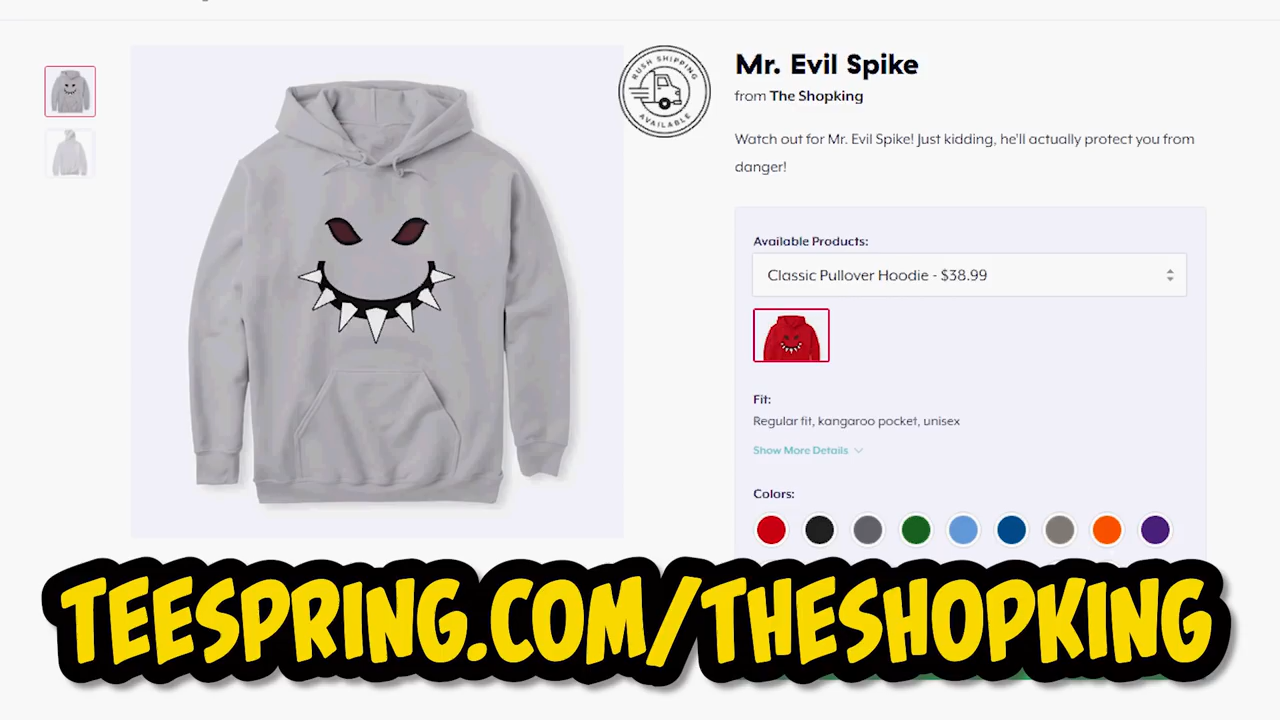 RUSH SHIPPING
AVAILABLE
Mr. Evil Spike
from The Shopking
Watch out for Mr. Evil Spike! Just kidding, he'll actually protect you from
danger!
Available Products:
Classic Pullover Hoodie - $38.99
Fit:
Regular fit, kangaroo pocket, unisex
Show More Details
Colors:
TEESPRING.COM/THESHOPKING